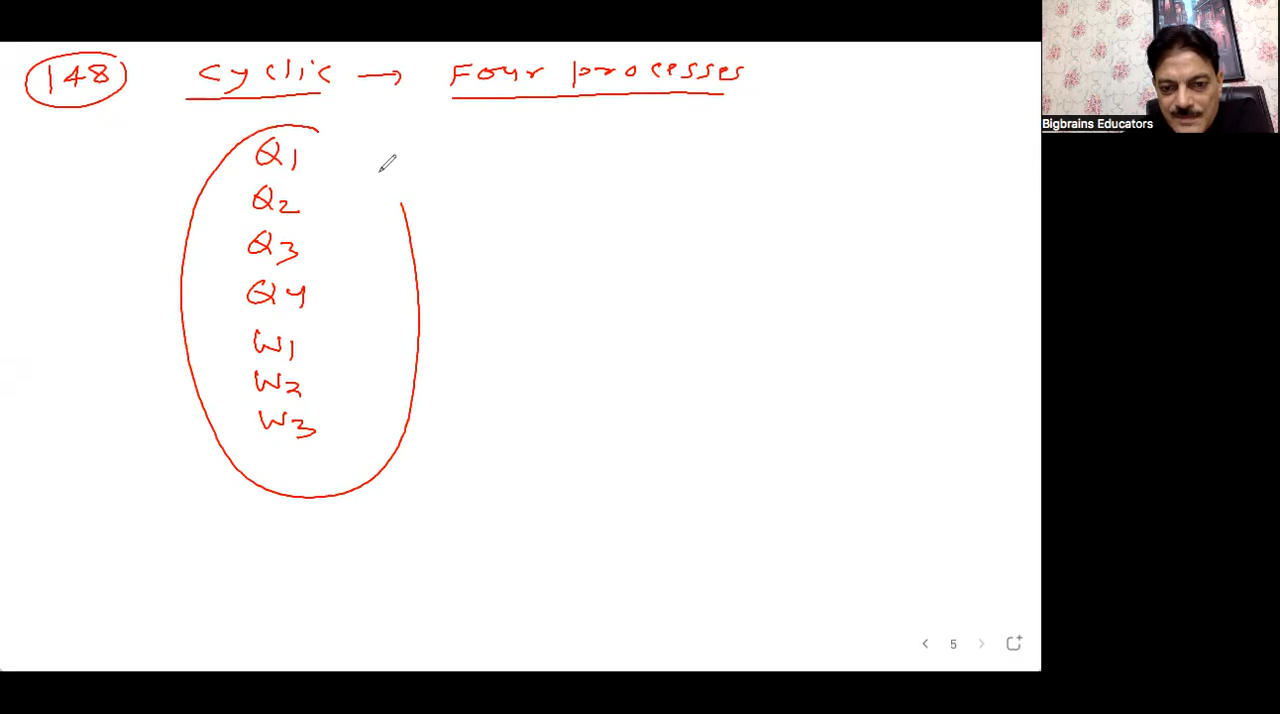 148 Cyclic → Four processes
Q1
Q2
Q3
Q4
W1
W2
W3
Bigbrains Educators
5